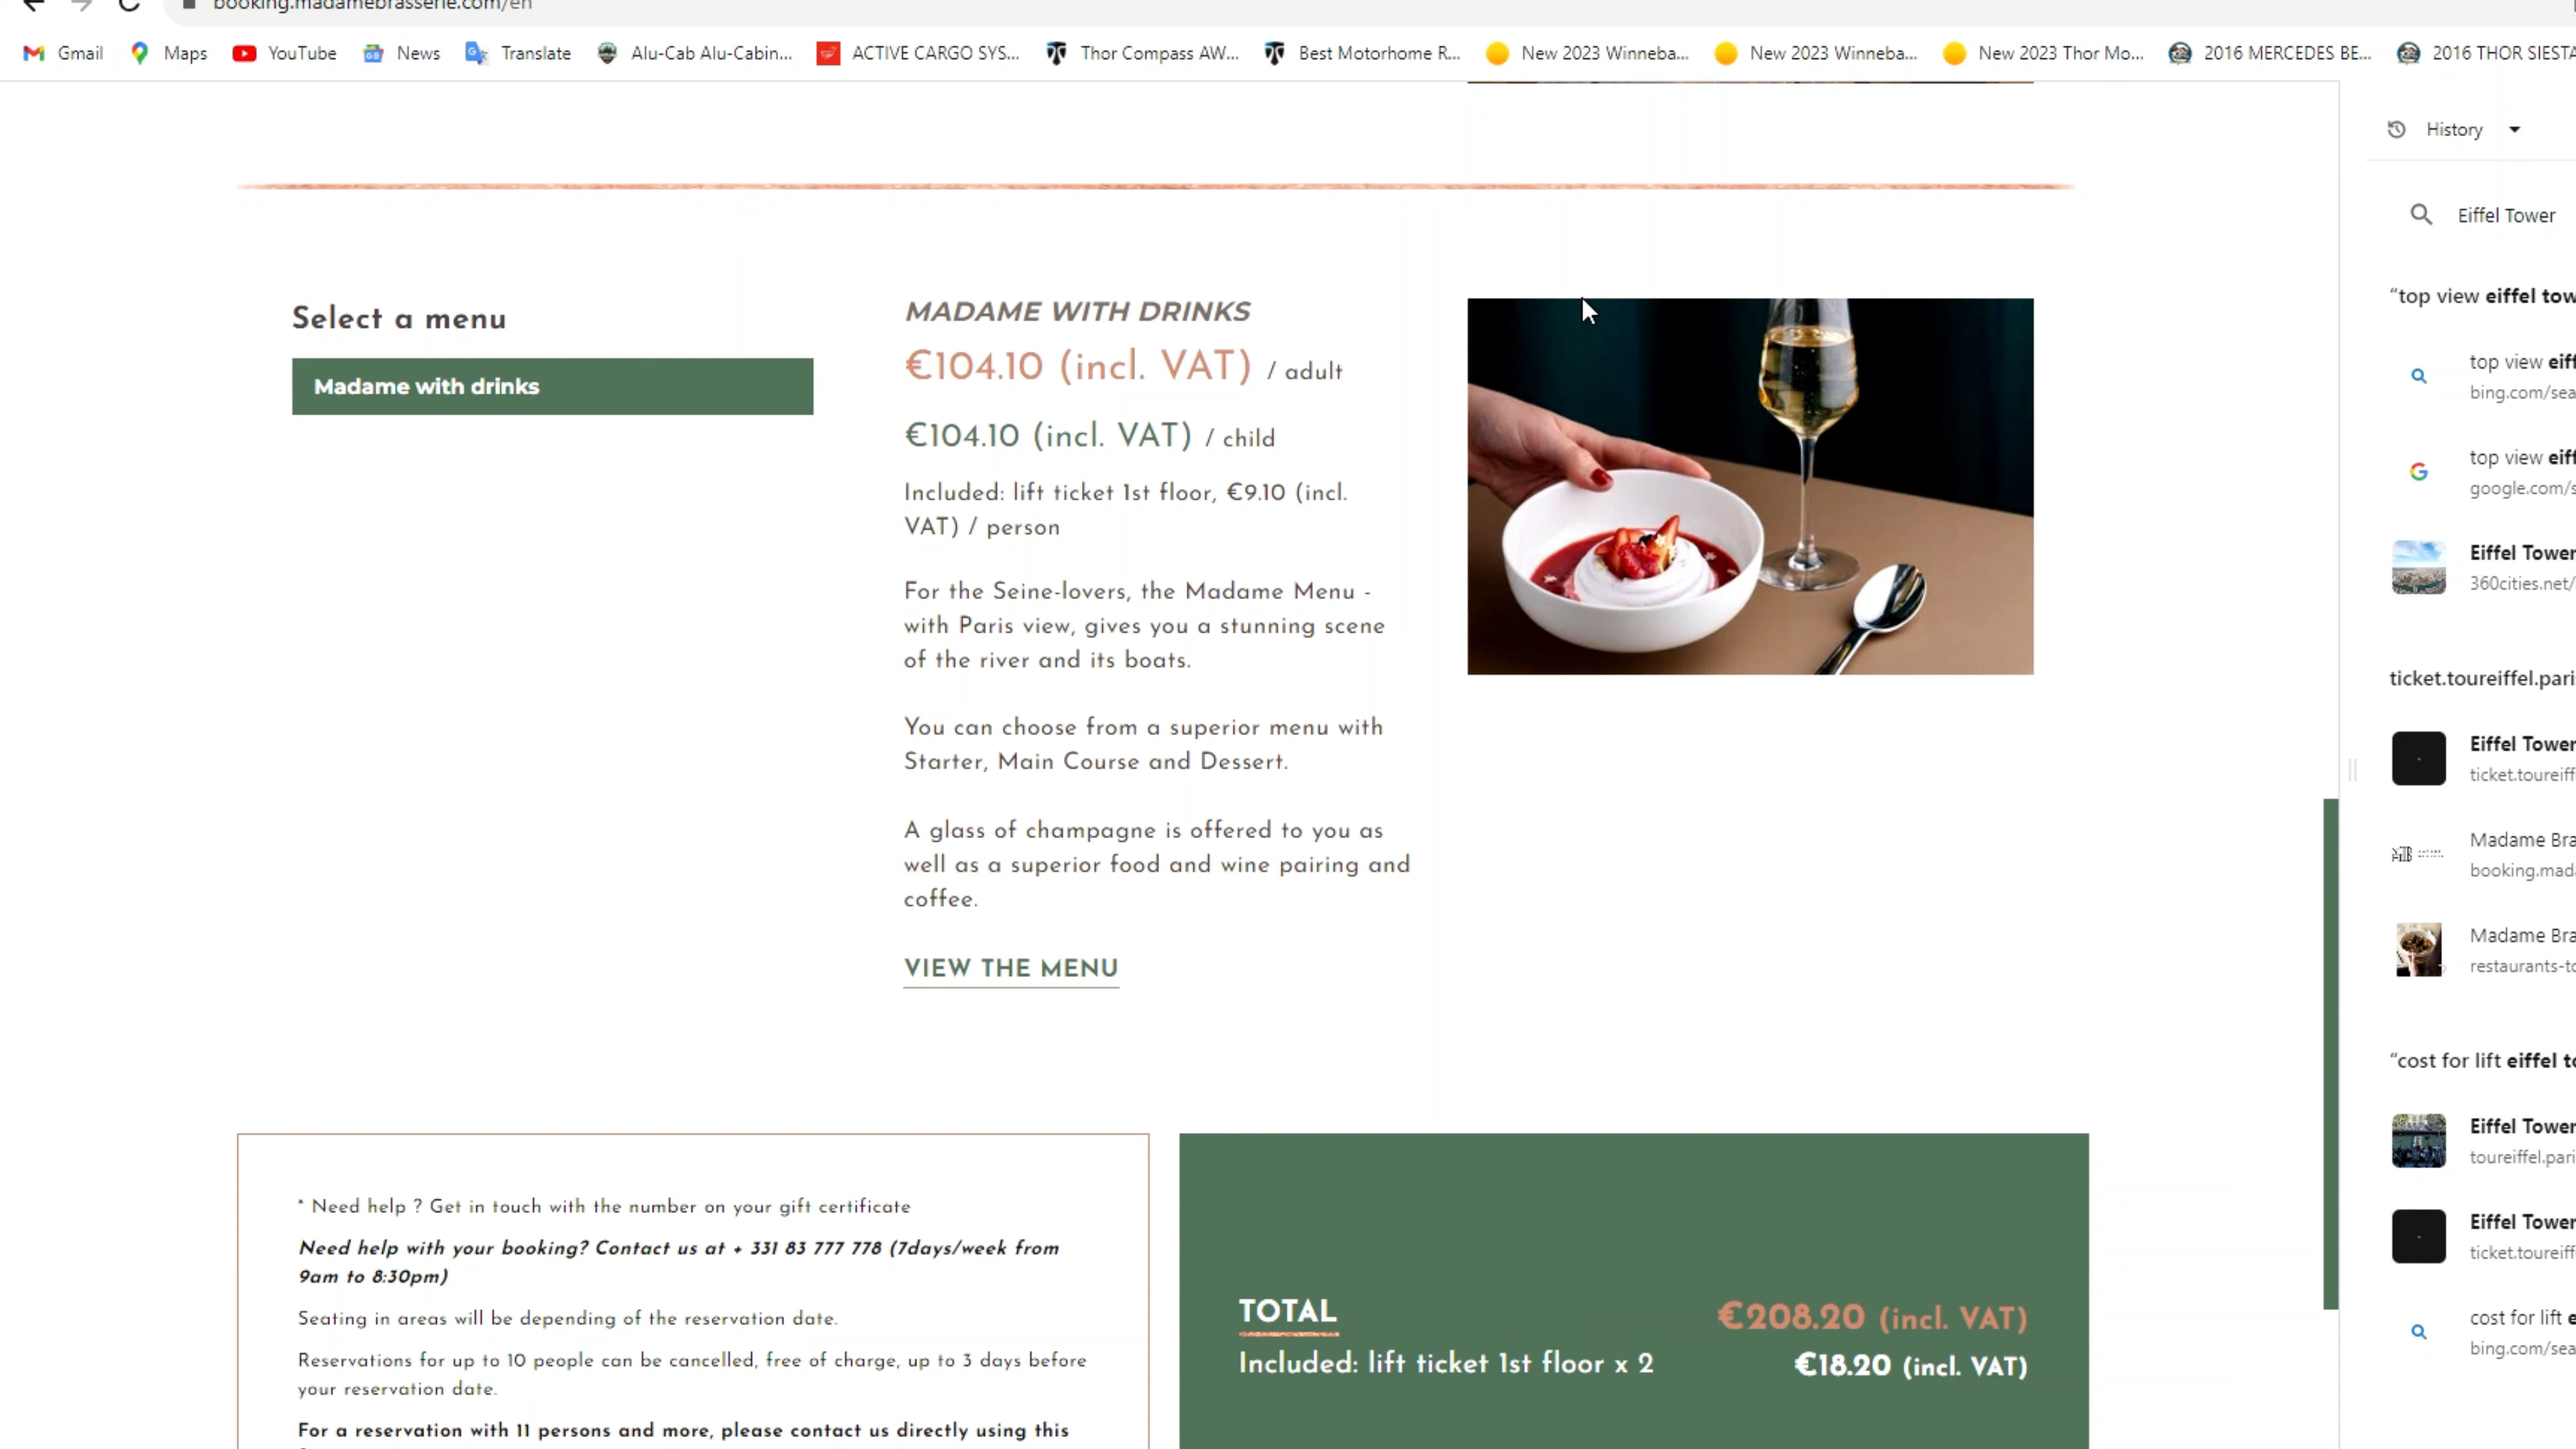 booking.madamebrasserie.com/en
Gmail
Maps
YouTube
News
Translate
Alu-Cab Alu-Cabin...
ACTIVE CARGO SYS...
Thor Compass AW...
Best Motorhome R...
New 2023 Winneba...
New 2023 Winneba...
New 2023 Thor Mo...
2016 MERCEDES BE...
2016 THOR SIESTA
Select a menu
Madame with drinks
MADAME WITH DRINKS
€104.10 (incl. VAT) / adult
€104.10 (incl. VAT) / child
Included: lift ticket 1st floor, €9.10 (incl.
VAT) / person
For the Seine-lovers, the Madame Menu -
with Paris view, gives you a stunning scene
of the river and its boats.
You can choose from a superior menu with
Starter, Main Course and Dessert.
A glass of champagne is offered to you as
well as a superior food and wine pairing and
coffee.
VIEW THE MENU
* Need help ? Get in touch with the number on your gift certificate
Need help with your booking? Contact us at + 331 83 777 778 (7days/week from
9am to 8:30pm)
Seating in areas will be depending of the reservation date.
Reservations for up to 10 people can be cancelled, free of charge, up to 3 days before
your reservation date.
For a reservation with 11 persons and more, please contact us directly using this
TOTAL
€208.20 (incl. VAT)
Included: lift ticket 1st floor x 2
€18.20 (incl. VAT)
History
Eiffel Tower
“top view eiffel tow
top view eiff
bing.com/sea
top view eiff
google.com/s
Eiffel Tower
360cities.net/
ticket.toureiffel.pari
Eiffel Tower
ticket.toureiff
Madame Bra
booking.mad
Madame Bra
restaurants-to
“cost for lift eiffel to
Eiffel Tower
toureiffel.pari
Eiffel Tower
ticket.toureiff
cost for lift e
bing.com/sea